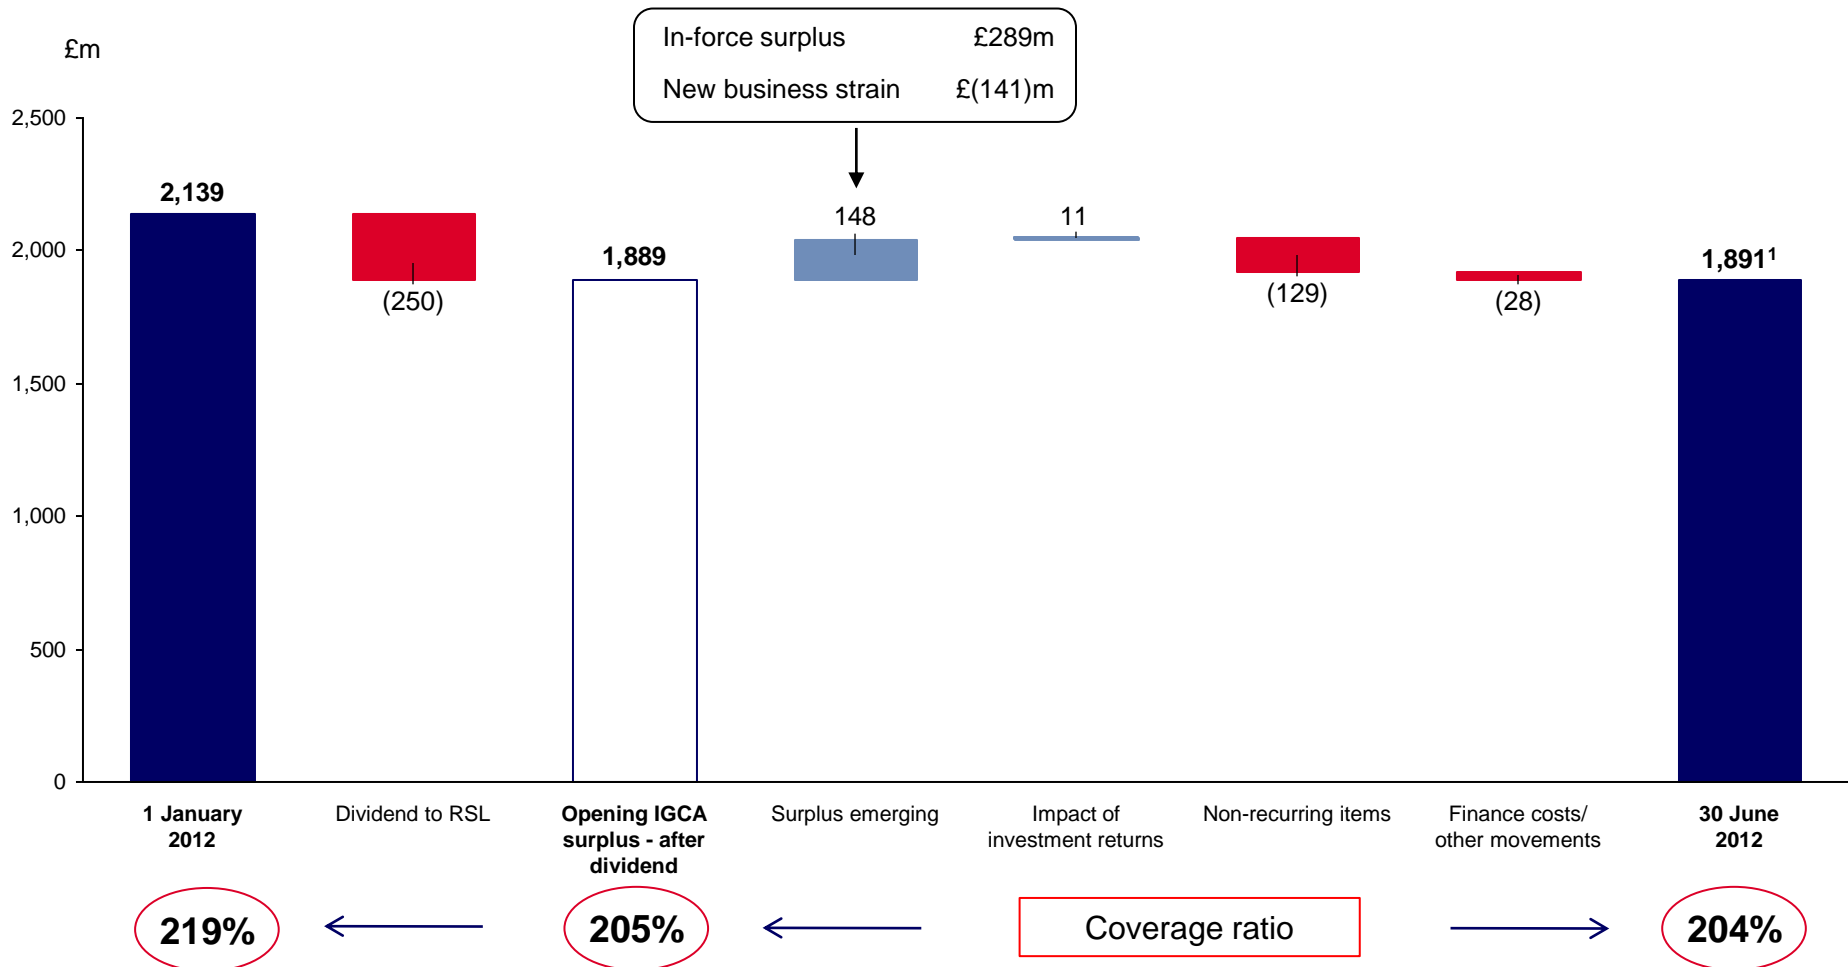 In-force surplus £289m
New business strain £(141)m
£m
2,500
2,000
1,500
1,000
500
0
2,139
(250)
1,889
148
11
(129)
(28)
1,891¹
1 January
2012
Dividend to RSL
Opening IGCA
surplus - after
dividend
Surplus emerging
Impact of
investment returns
Non-recurring items
Finance costs/
other movements
30 June
2012
219%
205%
Coverage ratio
204%